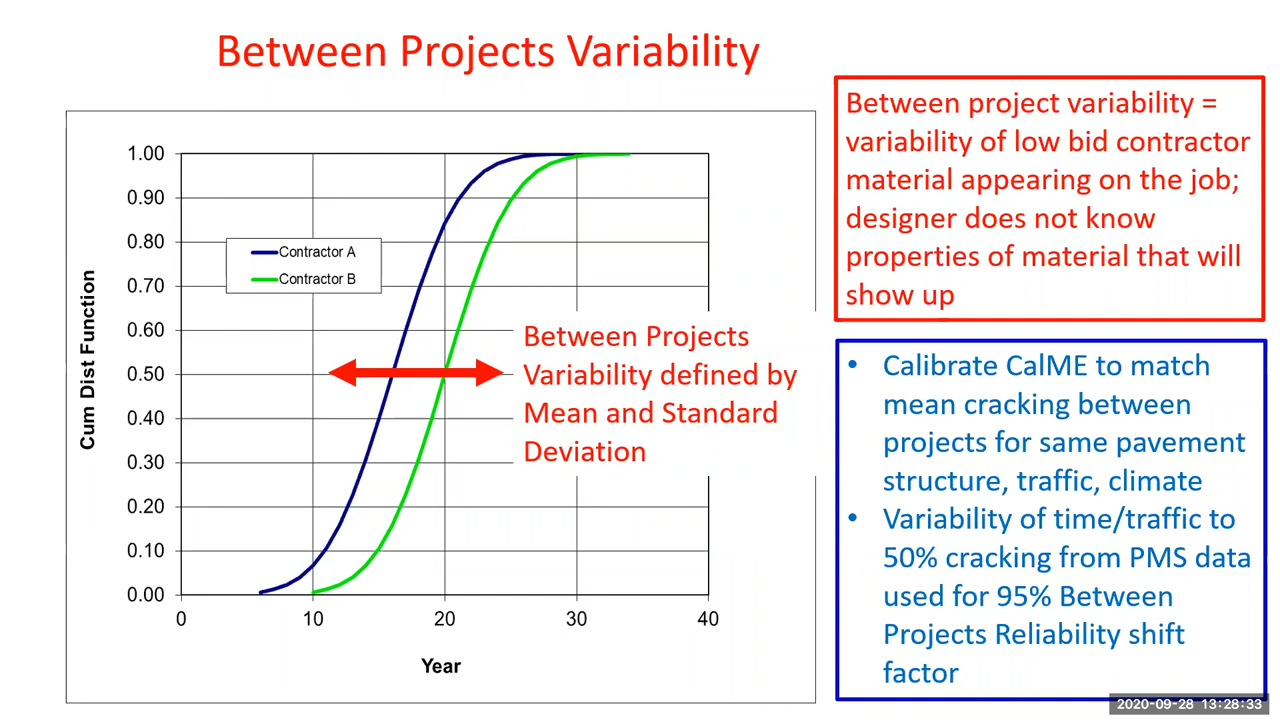 Between Projects Variability
Cum Dist Function
1.00
0.90
0.80
0.70
0.60
0.50
0.40
0.30
0.20
0.10
0.00
0
10
20
30
40
Year
Contractor A
Contractor B
Between Projects
Variability defined by
Mean and Standard
Deviation
Between project variability =
variability of low bid contractor
material appearing on the job;
designer does not know
properties of material that will
show up
• Calibrate CalME to match
mean cracking between
projects for same pavement
structure, traffic, climate
• Variability of time/traffic to
50% cracking from PMS data
used for 95% Between
Projects Reliability shift
factor
2020-09-28 13:28:33